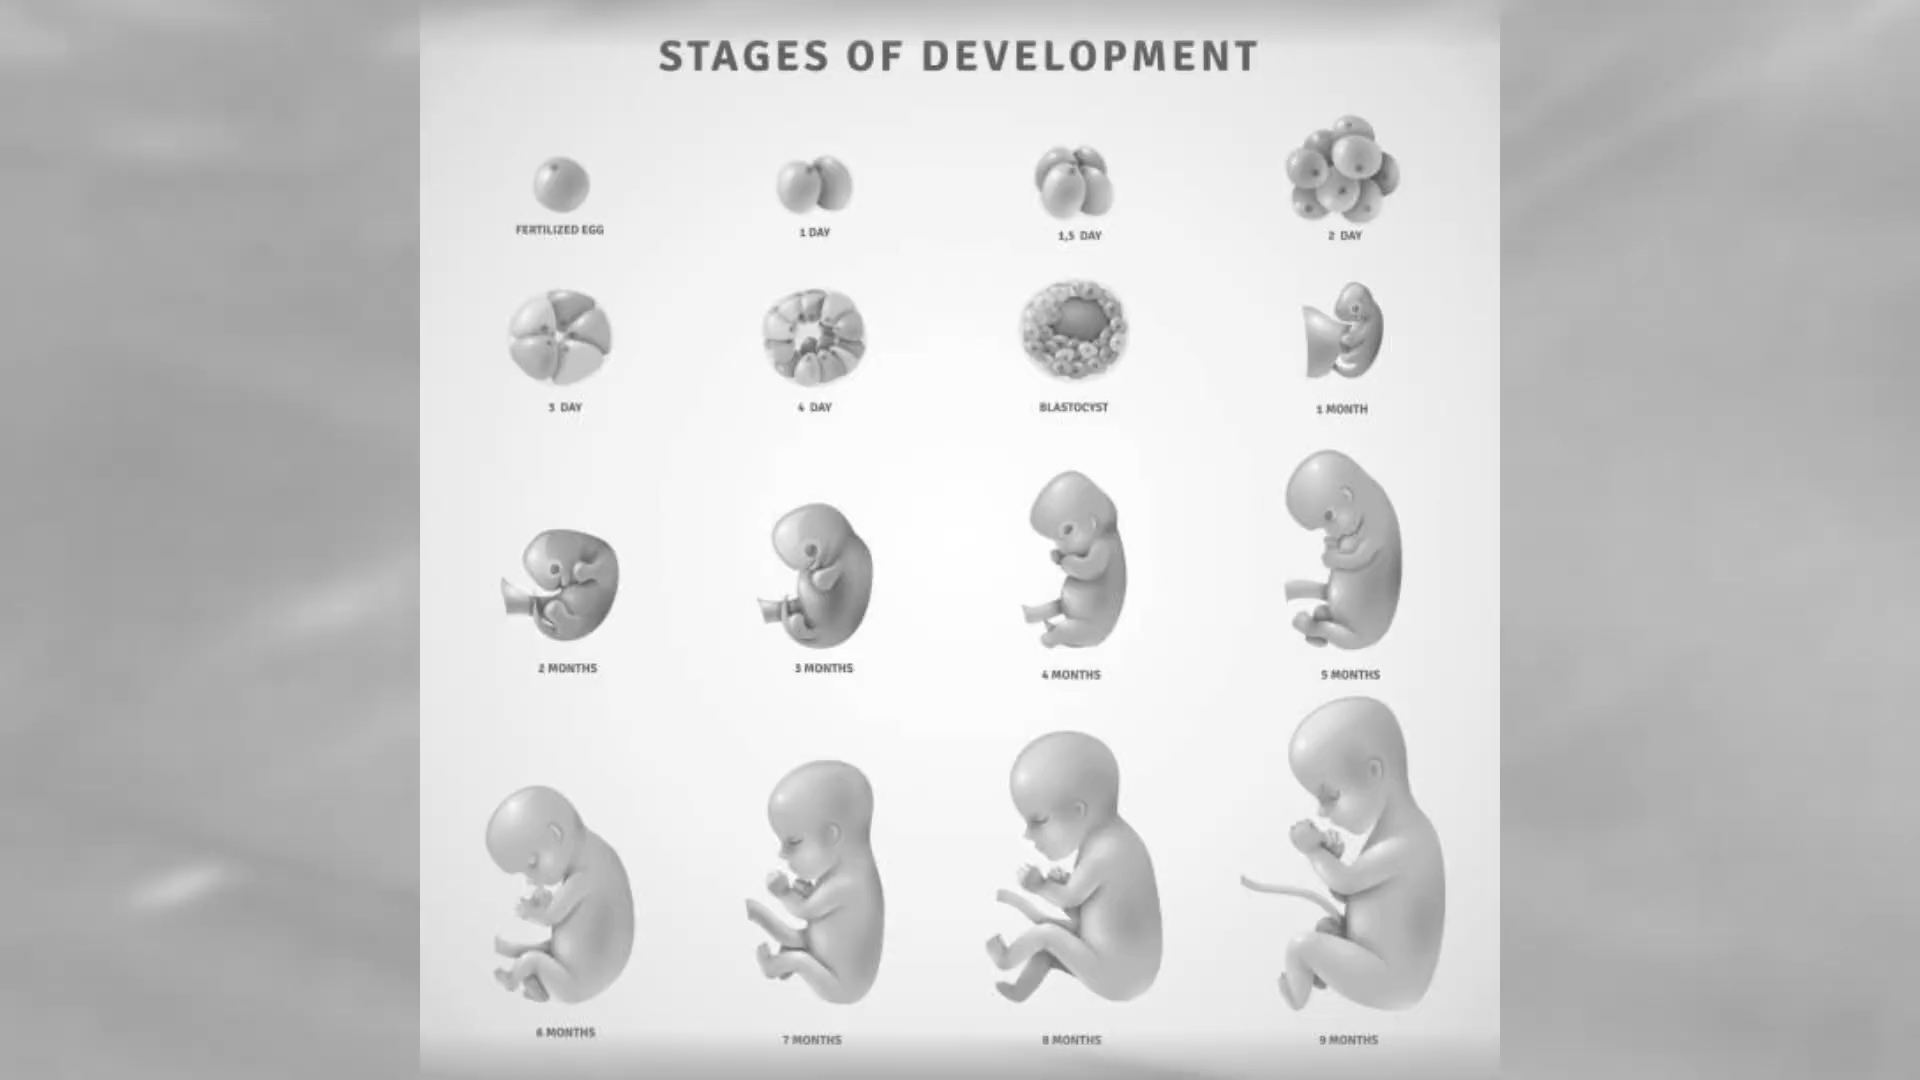 STAGES OF DEVELOPMENT
FERTILIZED EGG
1 DAY
1,5 DAY
2 DAY
3 DAY
4 DAY
BLASTOCYST
1 MONTH
2 MONTHS
3 MONTHS
4 MONTHS
5 MONTHS
6 MONTHS
7 MONTHS
8 MONTHS
9 MONTHS